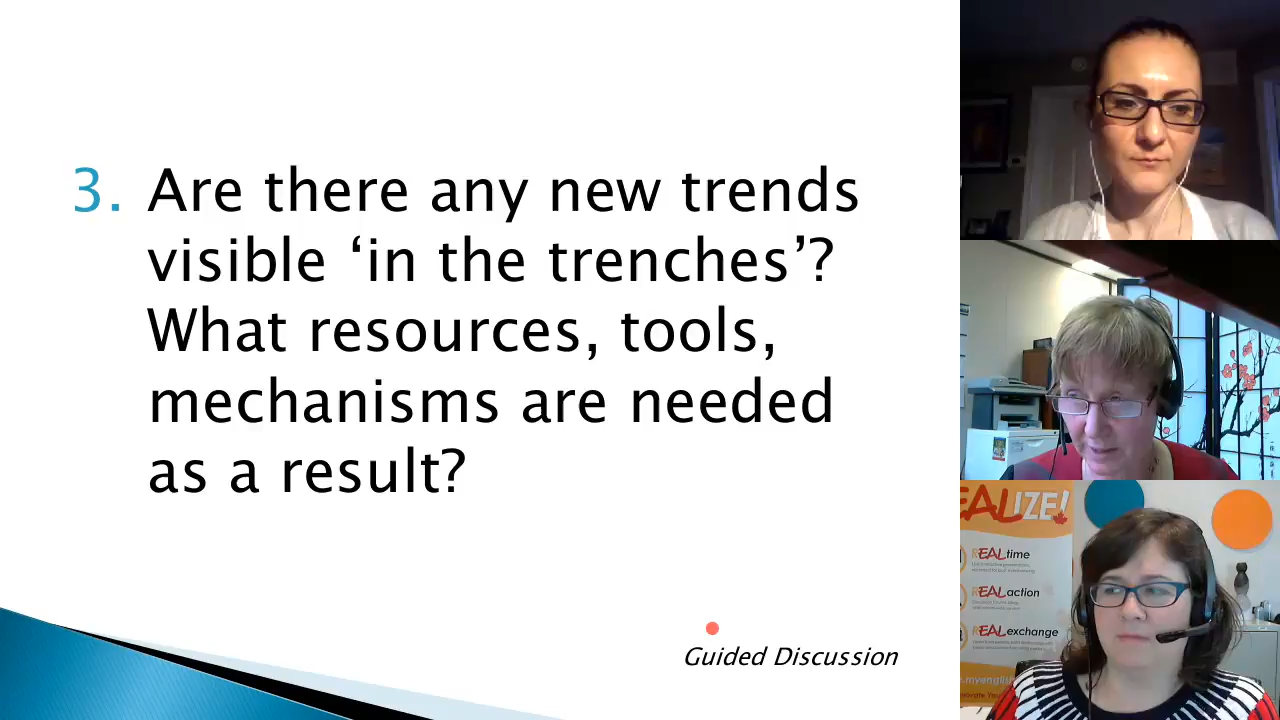 3. Are there any new trends
visible ‘in the trenches’?
What resources, tools,
mechanisms are needed
as a result?
Guided Discussion
EALIZE!
REALtime
REALaction
REALexchange